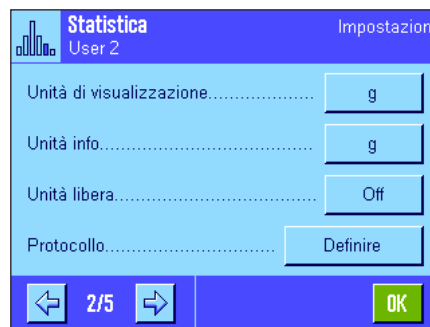 Statistica Impostazion
User 2
Unità di visualizzazione................... g
Unità info...................................... g
Unità libera.................................... Off
Protocollo.............................. Definire
2/5 OK